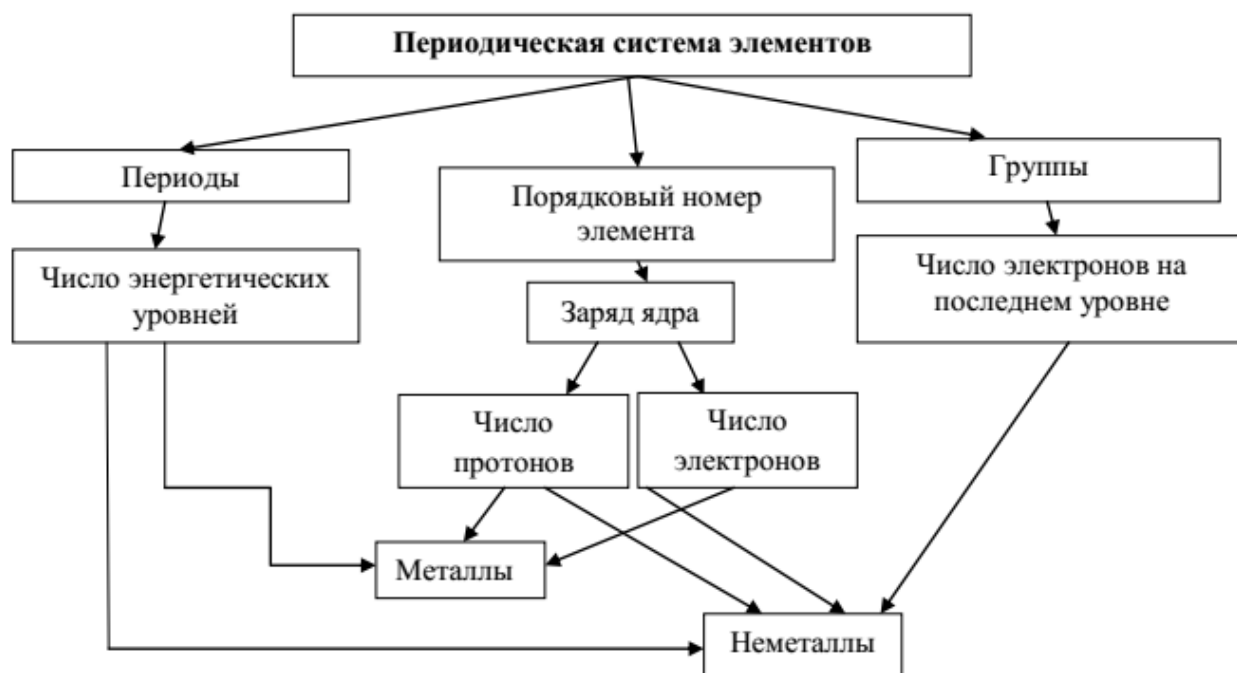 Периодическая система элементов
Периоды
Порядковый номер
элемента
Группы
Число энергетических
уровней
Заряд ядра
Число электронов на
последнем уровне
Число
протонов
Число
электронов
Металлы
Неметаллы